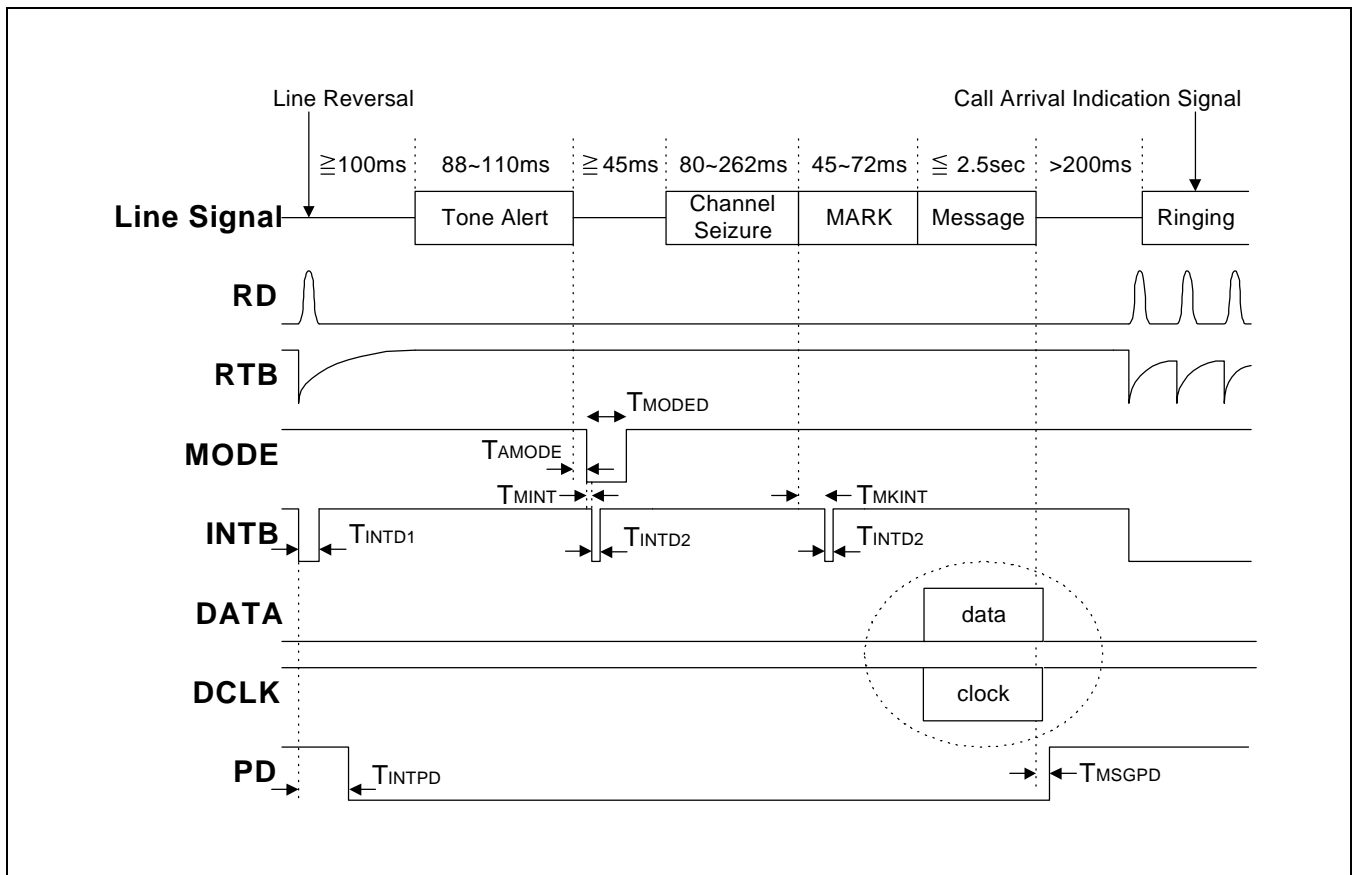 Line Reversal
Call Arrival Indication Signal
≧100ms 88~110ms ≧ 45ms 80~262ms 45~72ms ≦ 2.5sec >200ms
Line Signal
Tone Alert
Channel
Seizure
MARK
Message
Ringing
RD
RTB
TMODED
MODE
TAMODE
TMINT
TMKINT
INTB
TINTD1
TINTD2
TINTD2
DATA
data
DCLK
clock
PD
TINTPD
TMSGPD